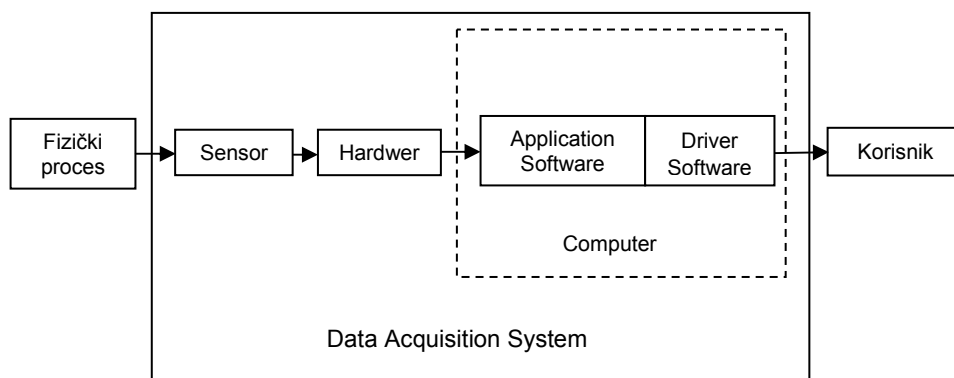 Fizički
proces
Sensor
Hardwer
Application
Software
Driver
Software
Korisnik
Computer
Data Acquisition System